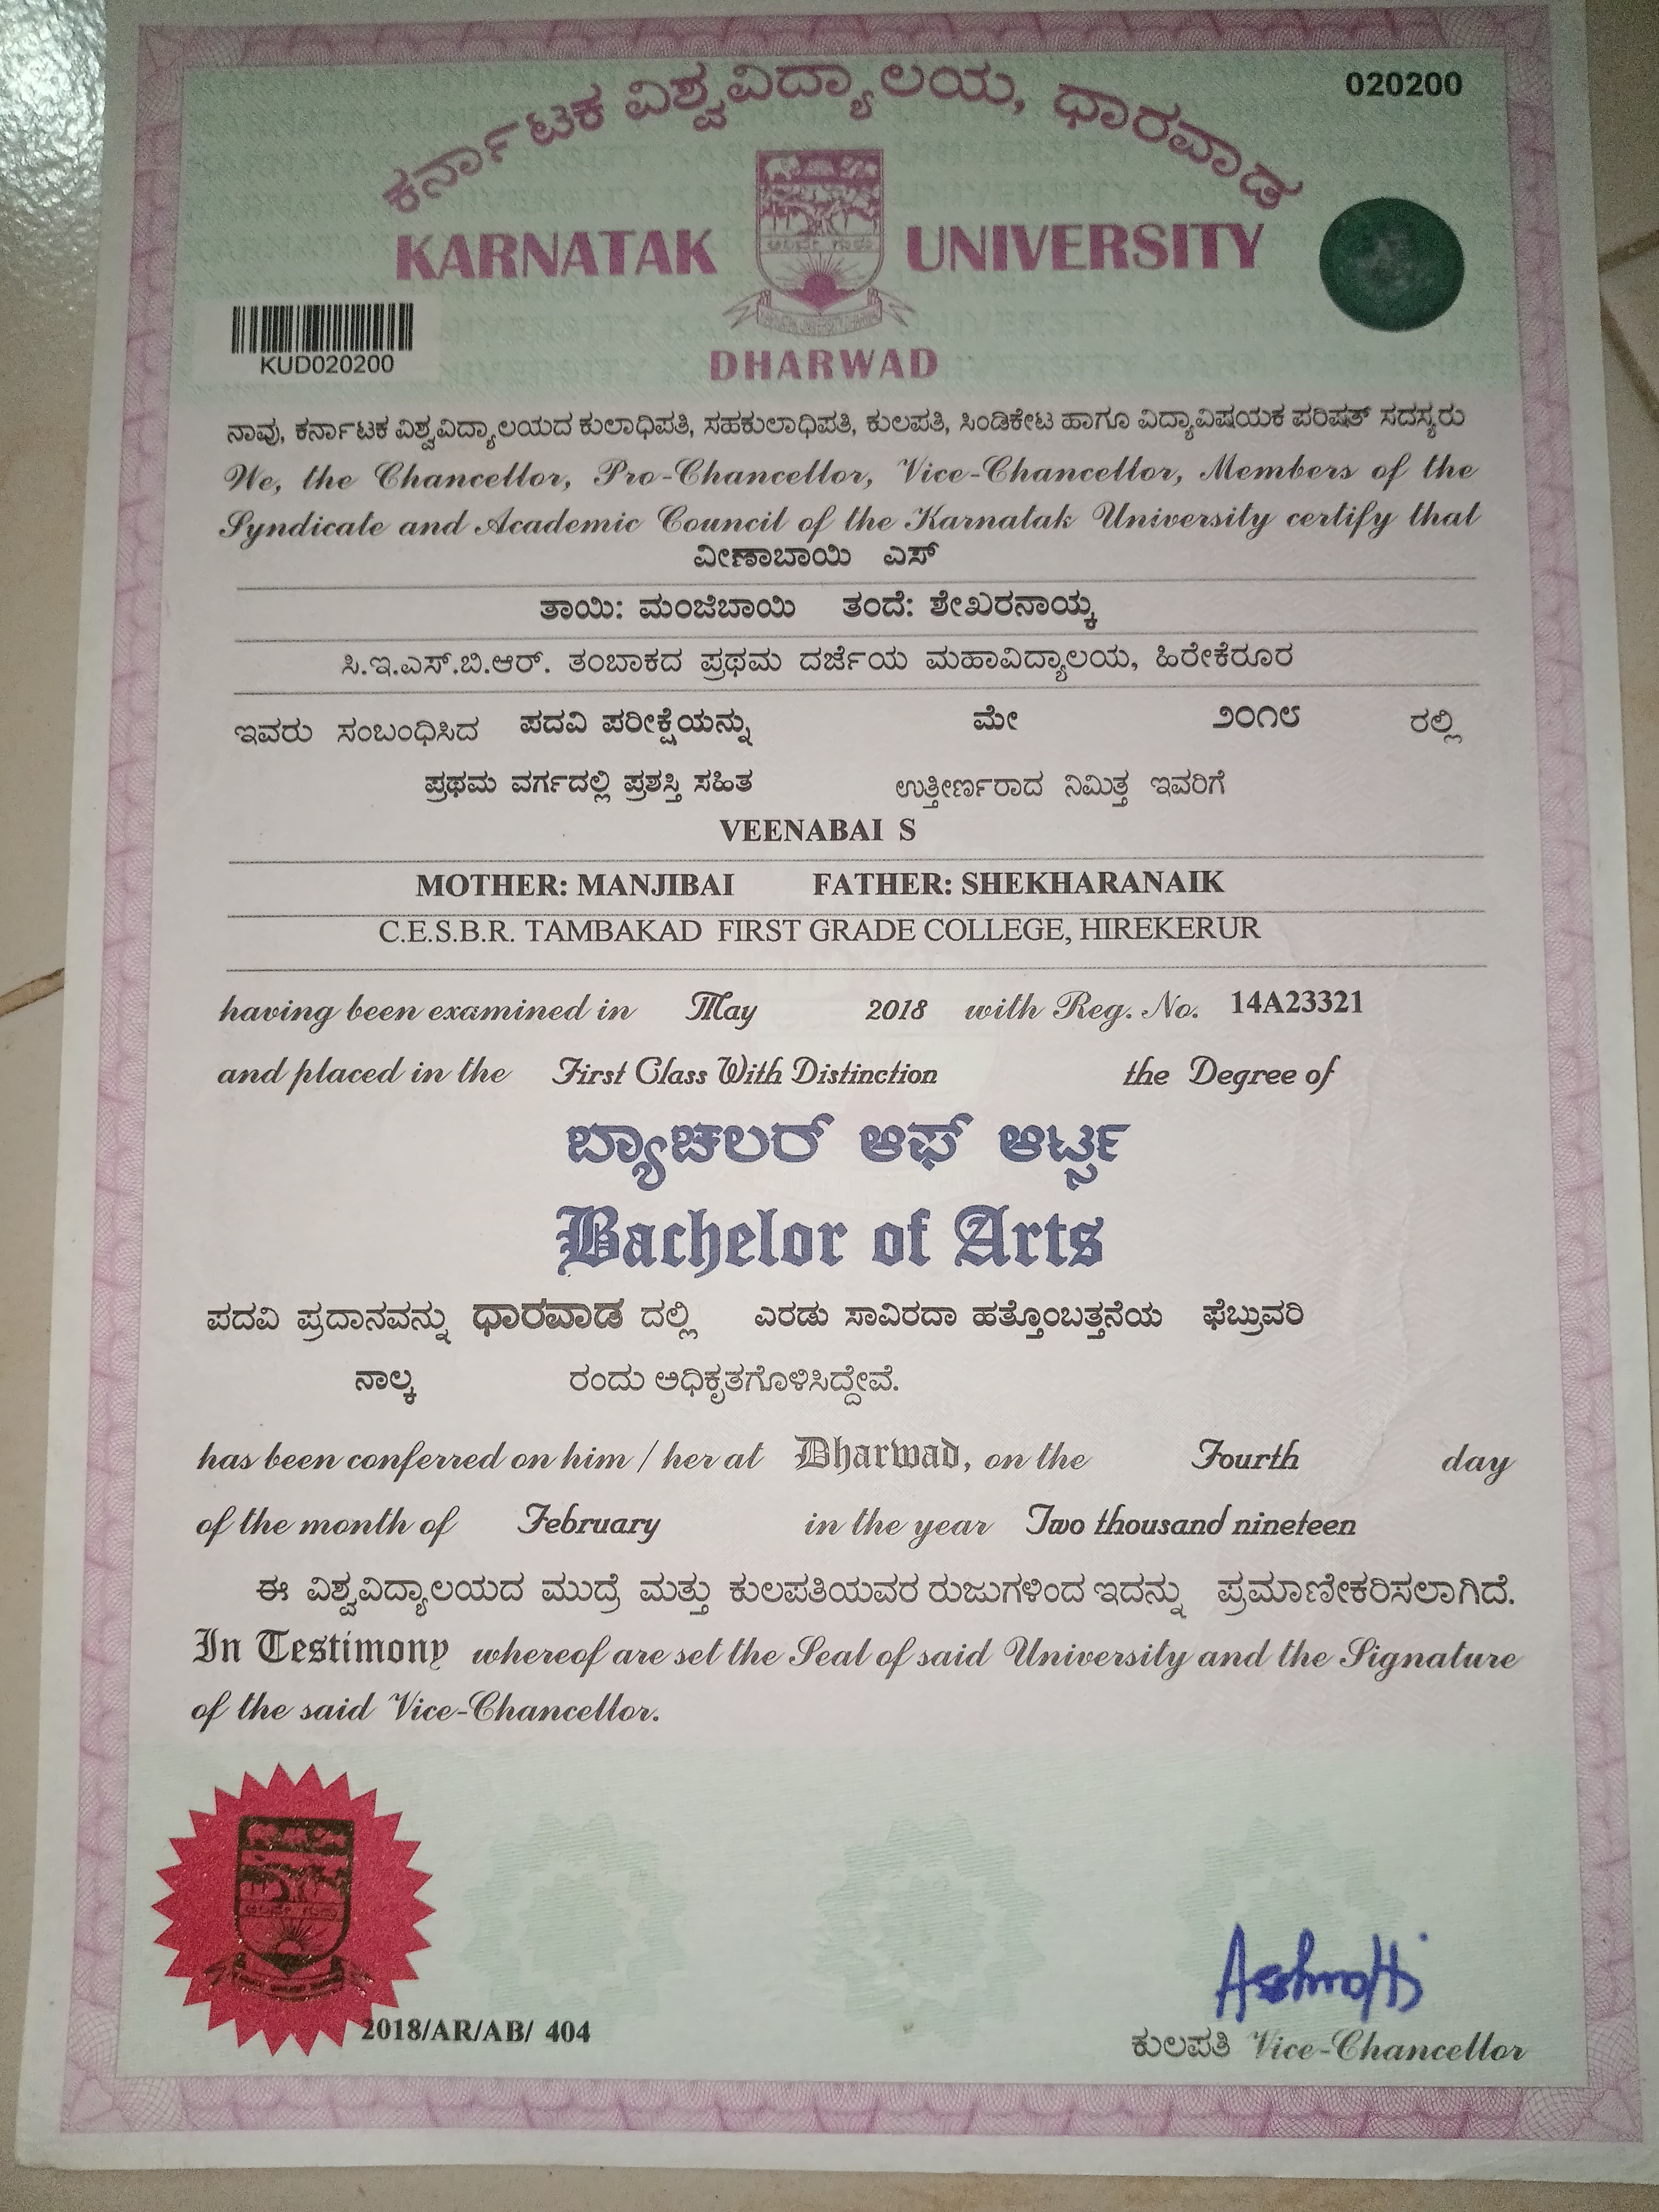 020200
ಕರ್ನಾಟಕ ವಿಶ್ವವಿದ್ಯಾಲಯ, ಧಾರವಾಡ
KARNATAK UNIVERSITY
KUD020200
DHARWAD
ನಾವು, ಕರ್ನಾಟಕ ವಿಶ್ವವಿದ್ಯಾಲಯದ ಕುಲಾಧಿಪತಿ, ಸಹಕುಲಾಧಿಪತಿ, ಕುಲಪತಿ, ಸಿಂಡಿಕೇಟ ಹಾಗೂ ವಿದ್ಯಾವಿಷಯಕ ಪರಿಷತ್ ಸದಸ್ಯರು
We, the Chancellor, Pro-Chancellor, Vice-Chancellor, Members of the
Syndicate and Academic Council of the Karnatak University certify that
ವೀಣಾಬಾಯಿ ಎಸ್
ತಾಯಿ: ಮಂಜಿಬಾಯಿ ತಂದೆ: ಶೇಖರನಾಯ್ಕ
ಸಿ.ಇ.ಎಸ್.ಬಿ.ಆರ್. ತಂಬಾಕದ ಪ್ರಥಮ ದರ್ಜೆಯ ಮಹಾವಿದ್ಯಾಲಯ, ಹಿರೇಕೆರೂರ
ಇವರು ಸಂಬಂಧಿಸಿದ ಪದವಿ ಪರೀಕ್ಷೆಯನ್ನು ಮೇ ೨೦೧೮ ರಲ್ಲಿ
ಪ್ರಥಮ ವರ್ಗದಲ್ಲಿ ಪ್ರಶಸ್ತಿ ಸಹಿತ ಉತ್ತೀರ್ಣರಾದ ನಿಮಿತ್ತ ಇವರಿಗೆ
VEENABAI S
MOTHER: MANJIBAI FATHER: SHEKHARANAIK
C.E.S.B.R. TAMBAKAD FIRST GRADE COLLEGE, HIREKERUR
having been examined in May 2018 with Reg. No. 14A23321
and placed in the First Class With Distinction the Degree of
ಬ್ಯಾಚಲರ್ ಆಫ್ ಆರ್ಟ್ಸ್
Bachelor of Arts
ಪದವಿ ಪ್ರದಾನವನ್ನು ಧಾರವಾಡ ದಲ್ಲಿ ಎರಡು ಸಾವಿರದಾ ಹತ್ತೊಂಬತ್ತನೆಯ ಫೆಬ್ರುವರಿ
ನಾಲ್ಕ ರಂದು ಅಧಿಕೃತಗೊಳಿಸಿದ್ದೇವೆ.
has been conferred on him / her at Dharwad, on the Fourth day
of the month of February in the year Two thousand nineteen
ಈ ವಿಶ್ವವಿದ್ಯಾಲಯದ ಮುದ್ರೆ ಮತ್ತು ಕುಲಪತಿಯವರ ರುಜುಗಳಿಂದ ಇದನ್ನು ಪ್ರಮಾಣೀಕರಿಸಲಾಗಿದೆ.
In Testimony whereof are set the Seal of said University and the Signature
of the said Vice-Chancellor.
2018/AR/AB/ 404
ಕುಲಪತಿ Vice-Chancellor